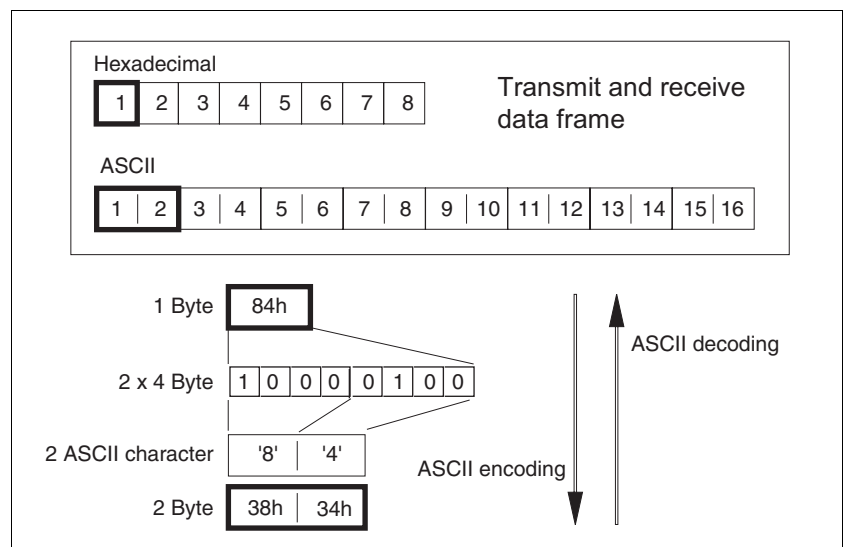 Hexadecimal
Transmit and receive
data frame
1 2 3 4 5 6 7 8
ASCII
1 2 3 4 5 6 7 8 9 10 11 12 13 14 15 16
1 Byte 84h
ASCII decoding
2 x 4 Byte 1 0 0 0 0 1 0 0
2 ASCII character '8' '4'
ASCII encoding
2 Byte 38h 34h